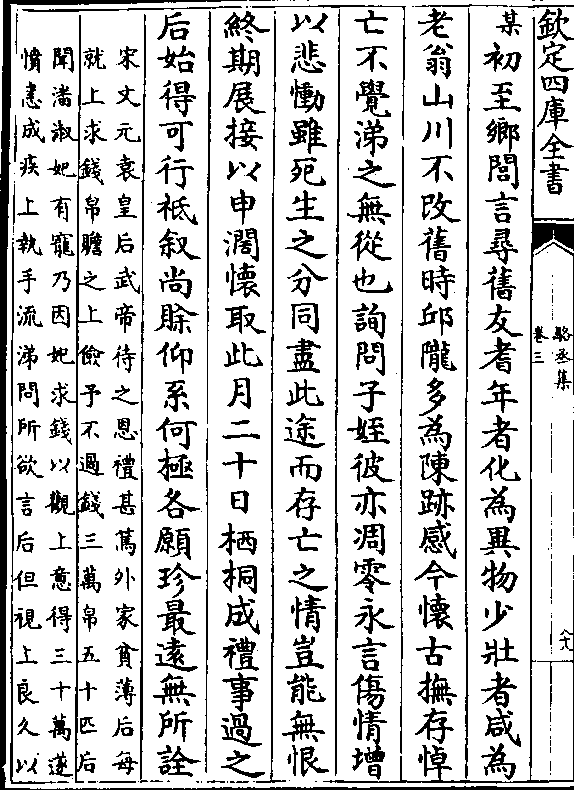 欽定四庫全書
駱丞集
卷三
六
某初至鄉閭言尋舊友耆年者化為異物少壯者咸為
老翁山川不改舊時邱隴多為陳跡感今懷古撫存悼
亡不覺涕之無從也詢問子姪彼亦凋零永言傷情增
以悲慟雖死生之分同盡此途而存亡之情豈能無恨
終期展接以申濶懷取此月二十日栖桐成禮事過之
后始得可行祗叙尚賖仰系何極各願珍最遠無所詮
宋文元袁皇后武帝待之恩禮甚篤外家貧薄后每
就上求錢帛贍之上儉予不過錢三萬帛五十匹后
聞潘淑妃有寵乃因妃求錢以觀上意得三十萬遂
憤恚成疾上執手流涕問所欲言后但視上良久以